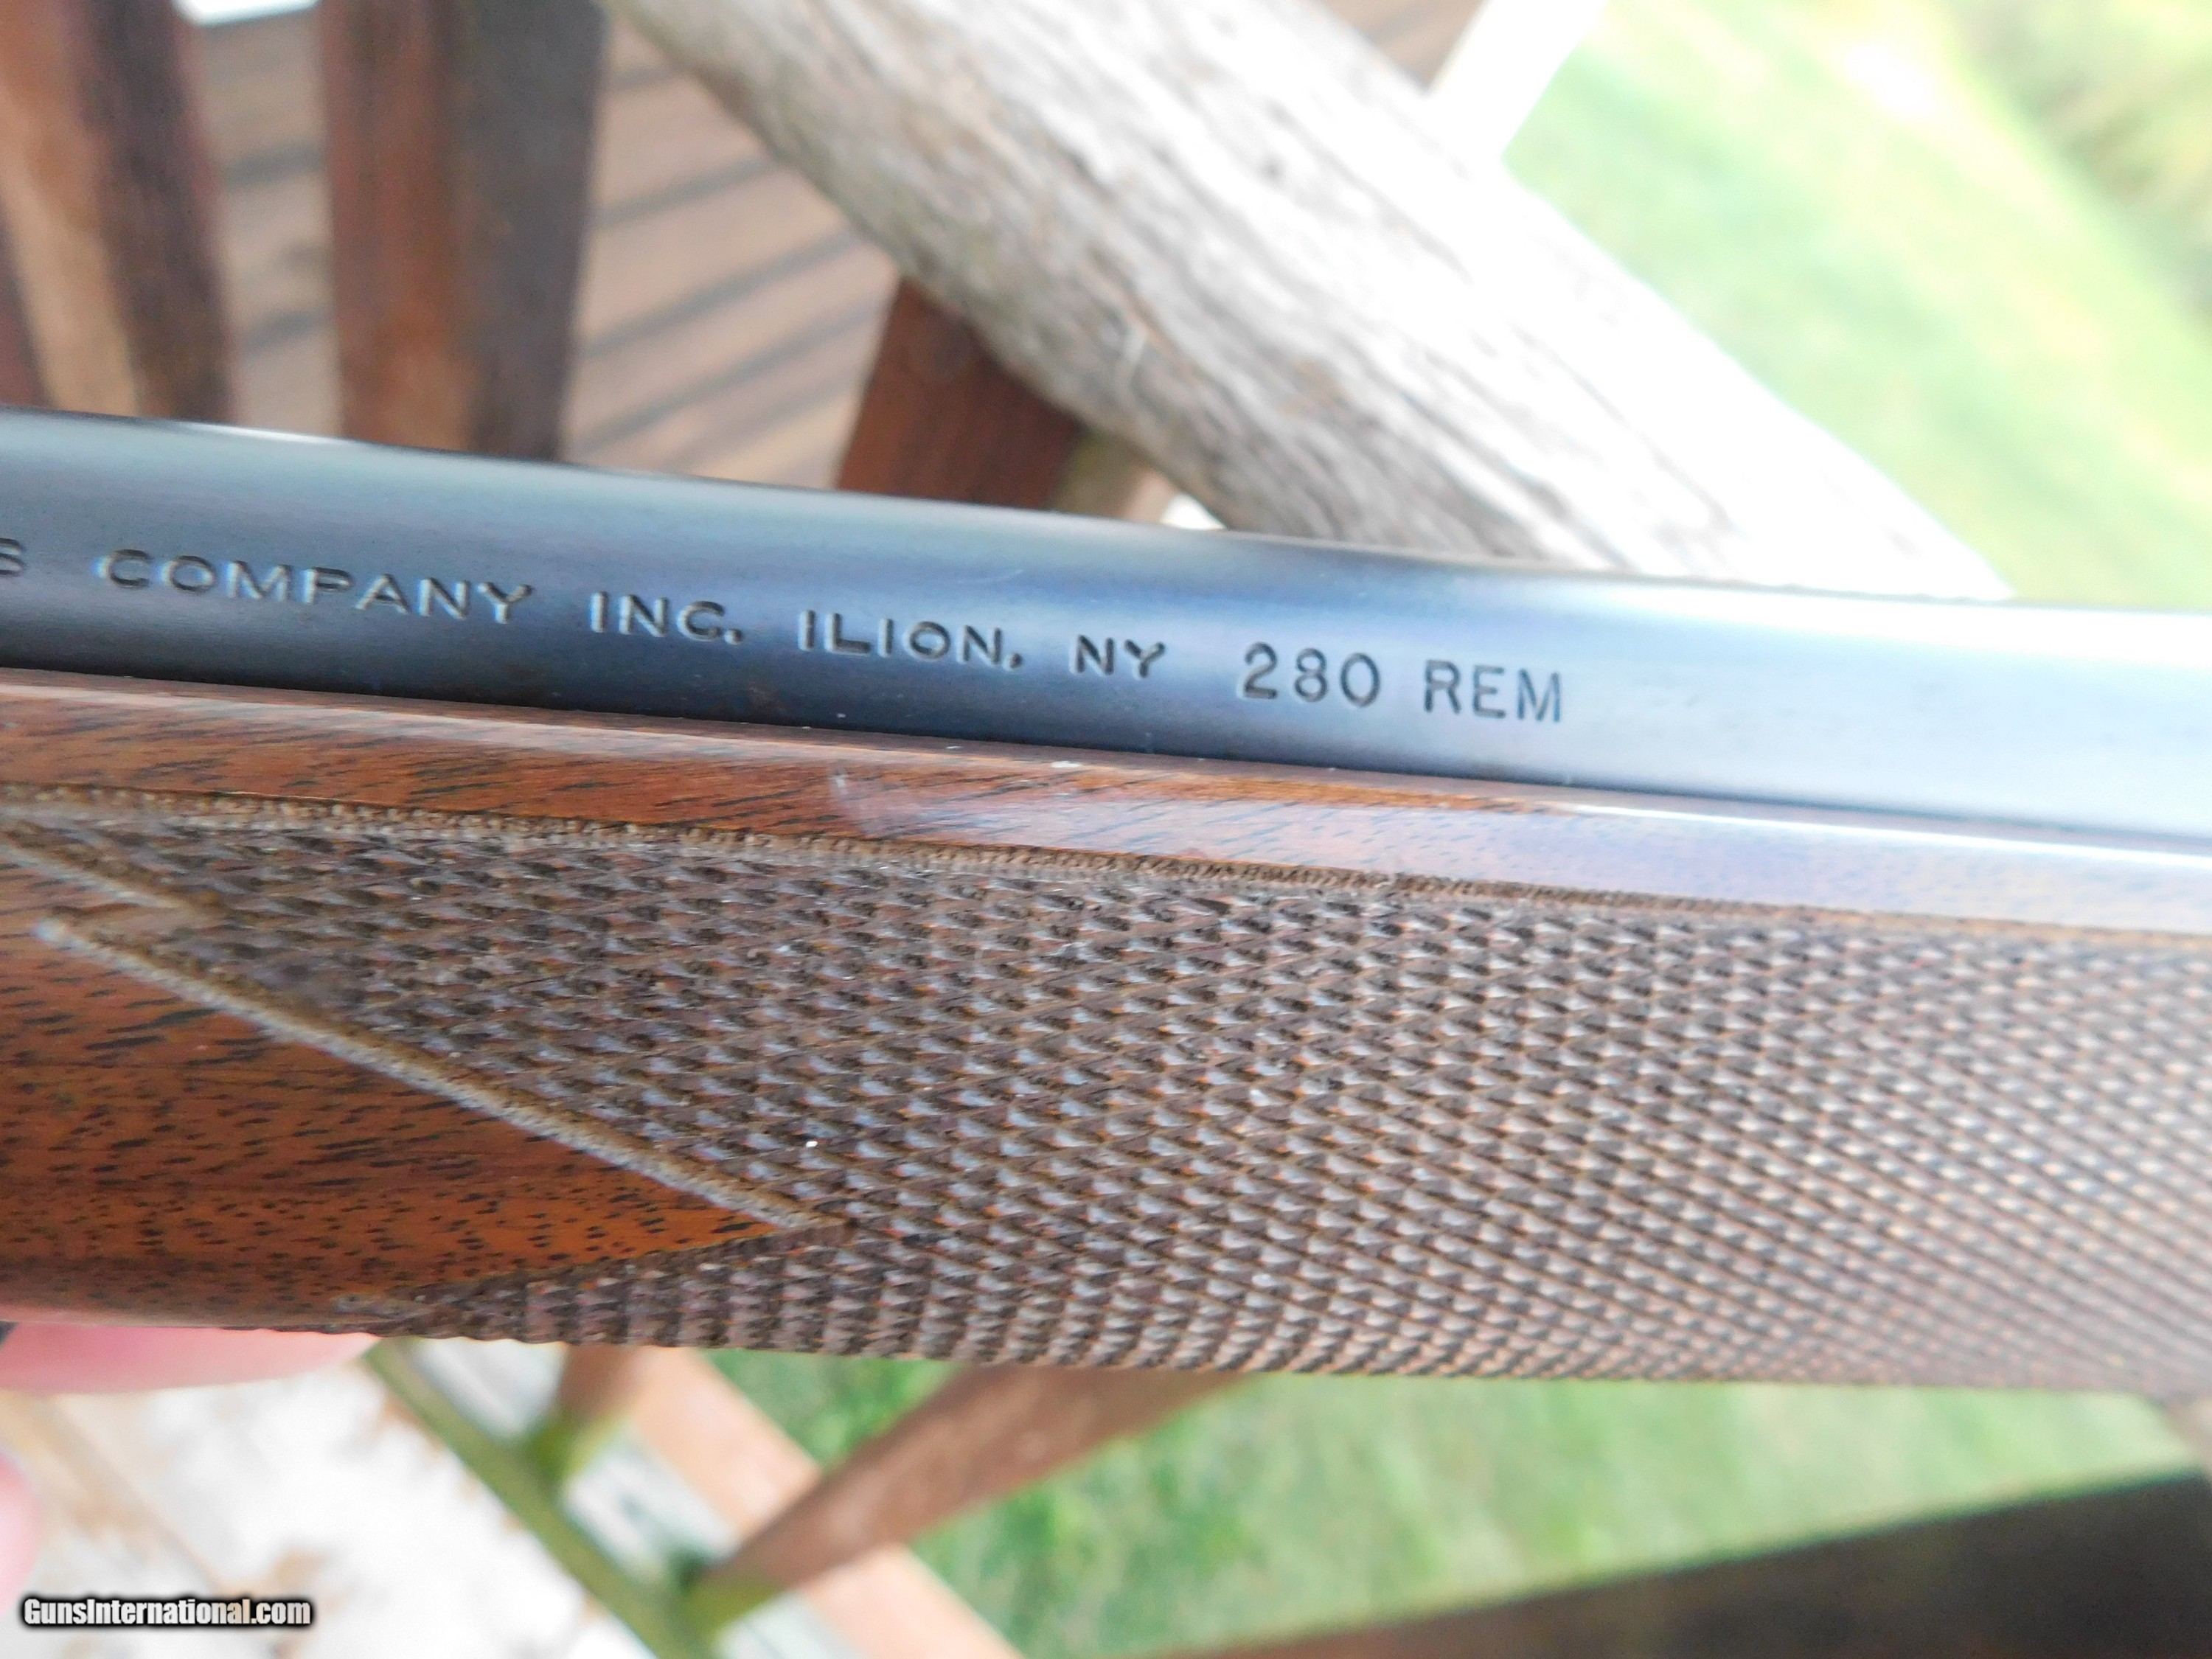 S COMPANY INC. ILION, NY 280 REM
GunsInternational.com